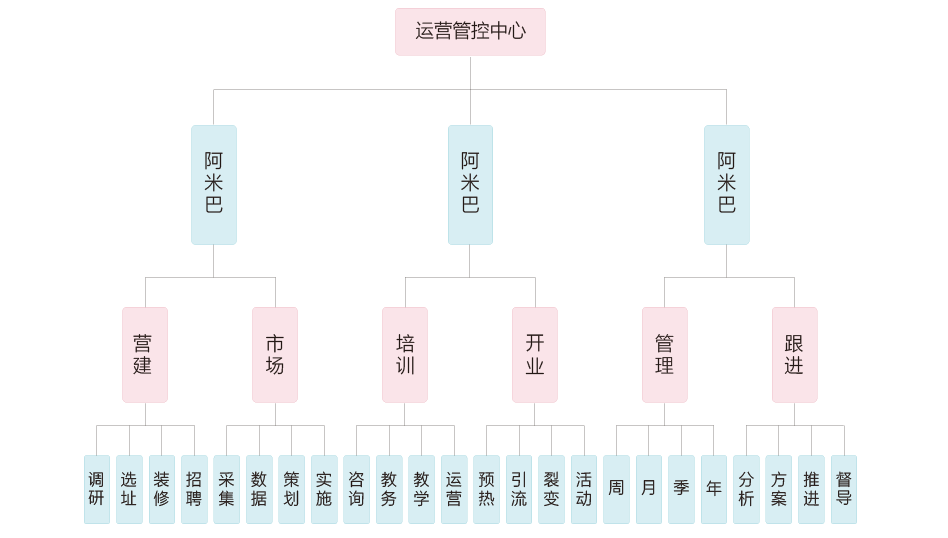 运营管控中心
阿米巴
阿米巴
阿米巴
营建
市场
培训
开业
管理
跟进
调研
选址
装修
招聘
采集
数据
策划
实施
咨询
教务
教学
运营
预热
引流
裂变
活动
周
月
季
年
分析
方案
推进
督导